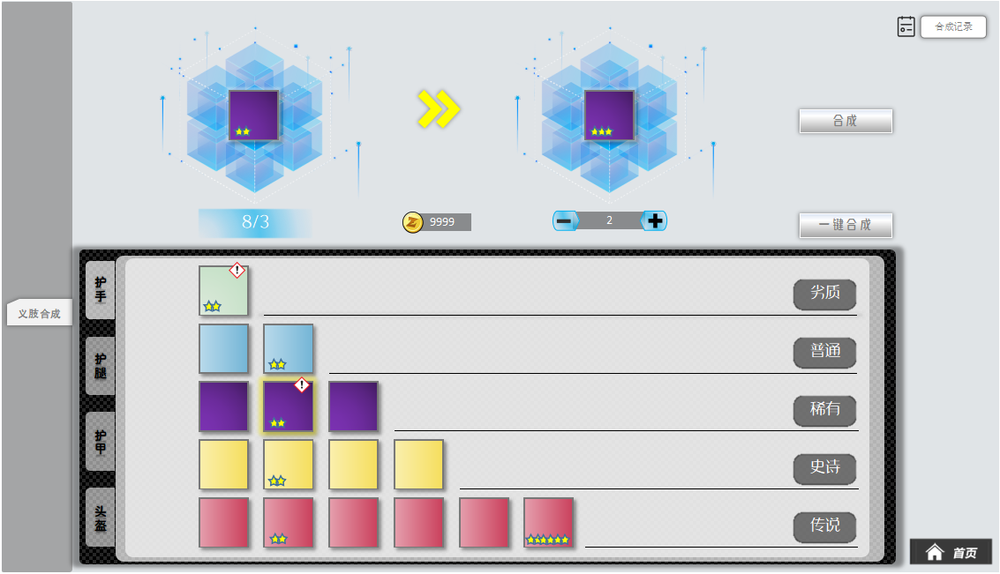 合成记录
合成
8/3
9999
2
一键合成
护手
劣质
义肢合成
护腿
普通
稀有
护甲
史诗
头盔
传说
首页